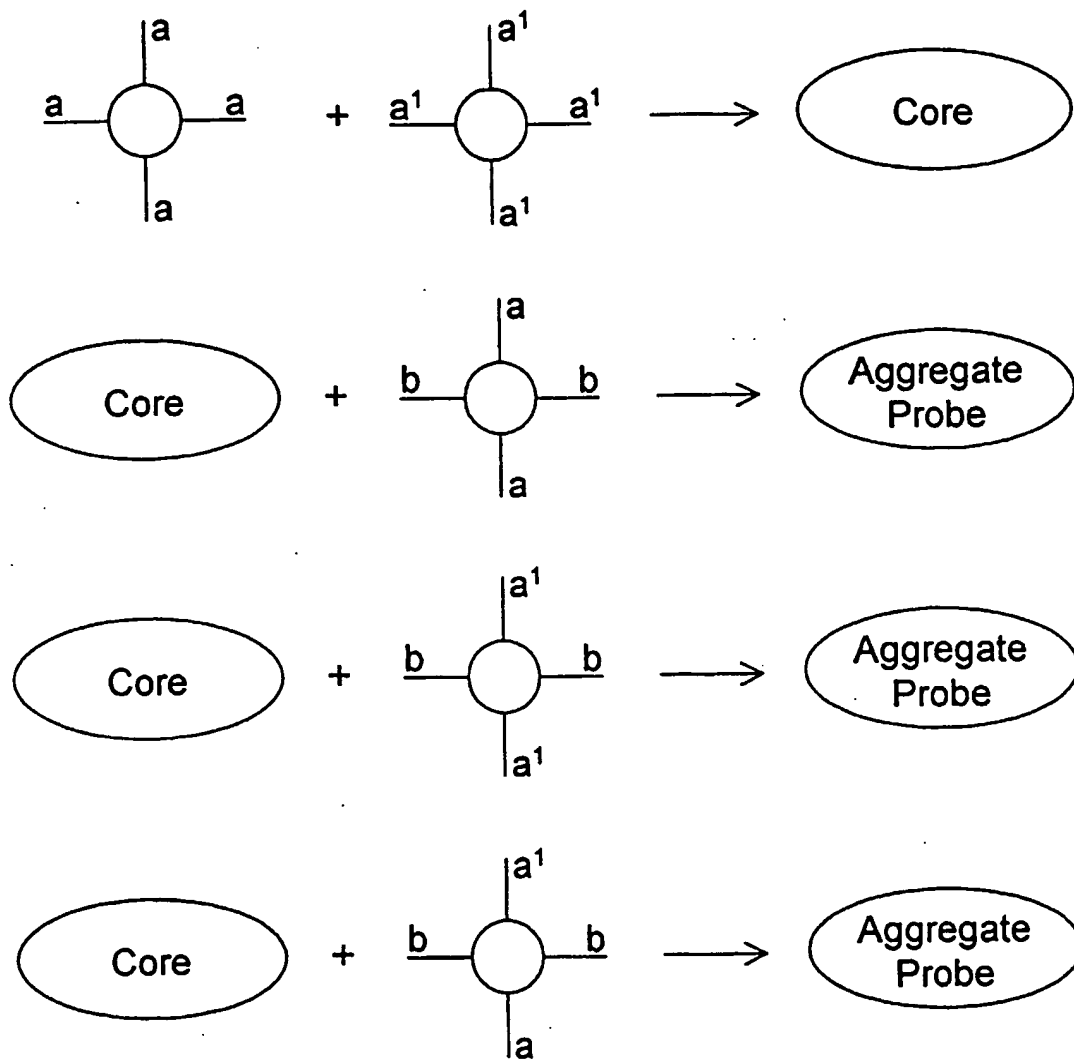 a a¹
a a + a¹ a¹ → Core
a a¹
a
Core + b b → Aggregate
Probe
a
a¹
Core + b b → Aggregate
Probe
a¹
a¹
Core + b b → Aggregate
Probe
a